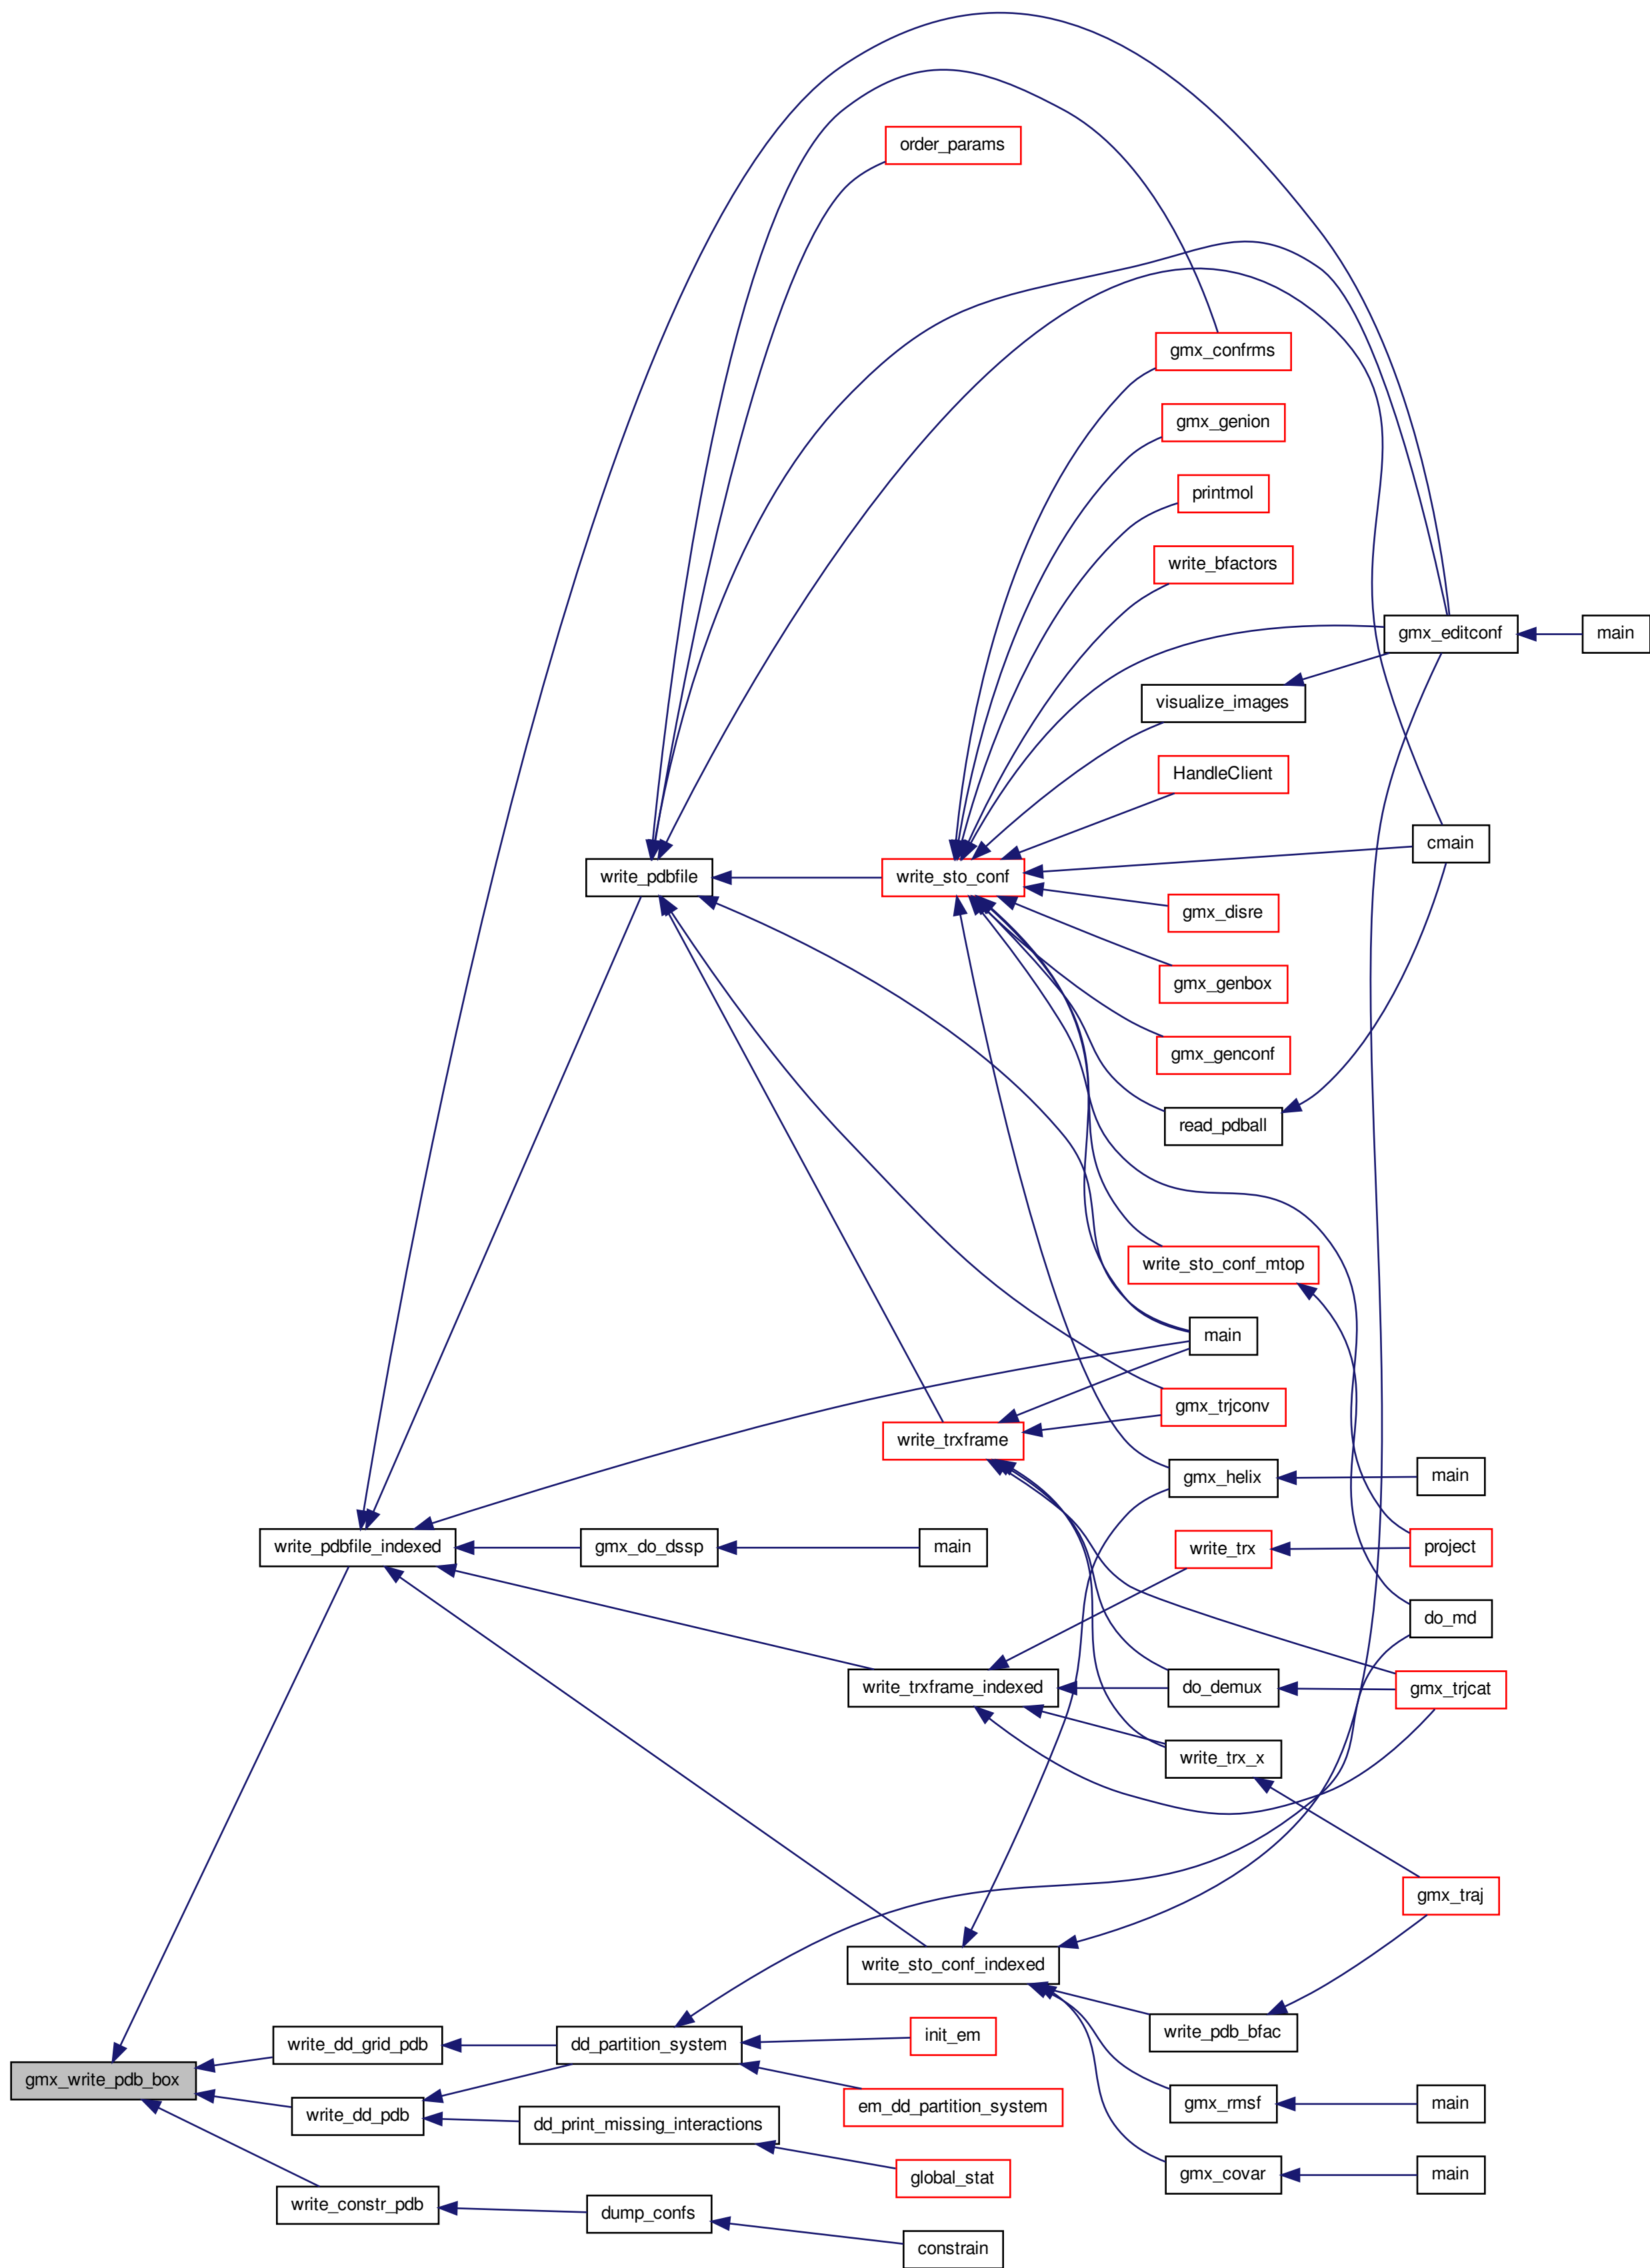 order_params
gmx_confrms
gmx_genion
printmol
write_bfactors
gmx_editconf
main
visualize_images
HandleClient
cmain
write_pdbfile
write_sto_conf
gmx_disre
gmx_genbox
gmx_genconf
read_pdball
write_sto_conf_mtop
main
gmx_trjconv
write_trxframe
gmx_helix
main
write_pdbfile_indexed
gmx_do_dssp
main
write_trx
project
do_md
write_trxframe_indexed
do_demux
gmx_trjcat
write_trx_x
gmx_traj
write_sto_conf_indexed
write_pdb_bfac
write_dd_grid_pdb
dd_partition_system
init_em
gmx_write_pdb_box
write_dd_pdb
em_dd_partition_system
gmx_rmsf
main
dd_print_missing_interactions
global_stat
gmx_covar
main
write_constr_pdb
dump_confs
constrain